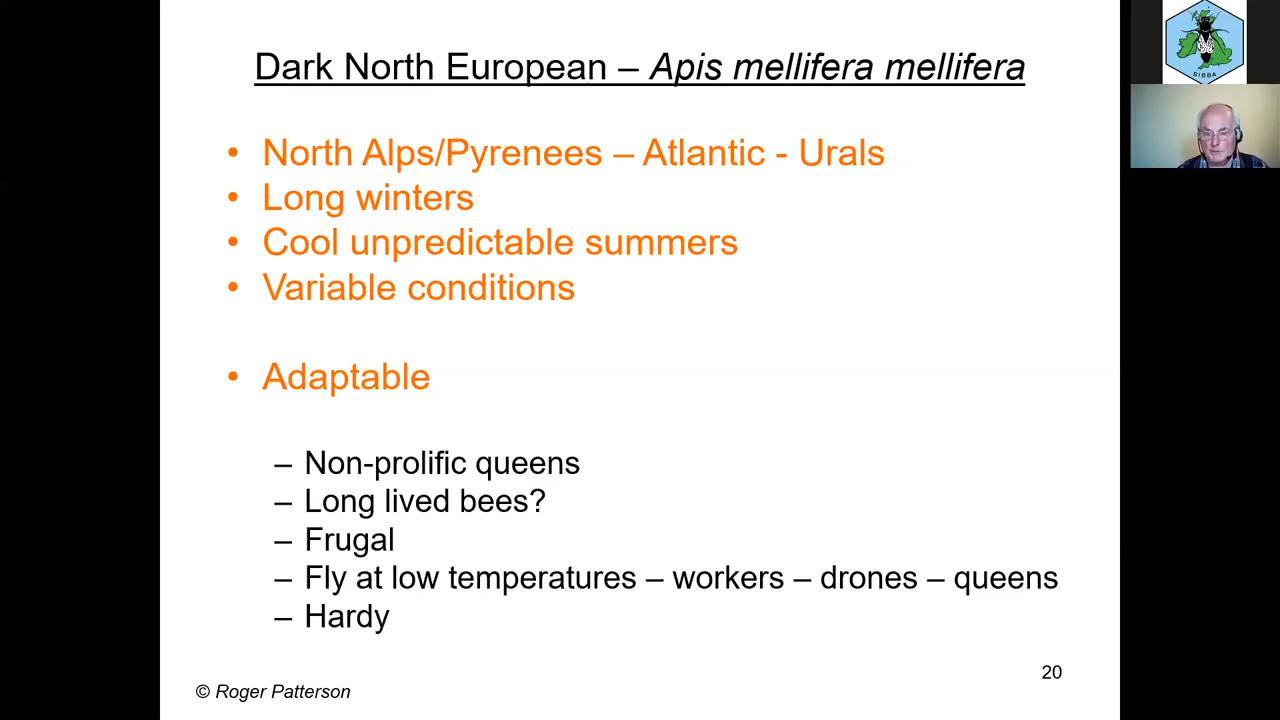 Dark North European – Apis mellifera mellifera
• North Alps/Pyrenees – Atlantic - Urals
• Long winters
• Cool unpredictable summers
• Variable conditions
• Adaptable
– Non-prolific queens
– Long lived bees?
– Frugal
– Fly at low temperatures – workers – drones – queens
– Hardy
20
© Roger Patterson
BIBBA